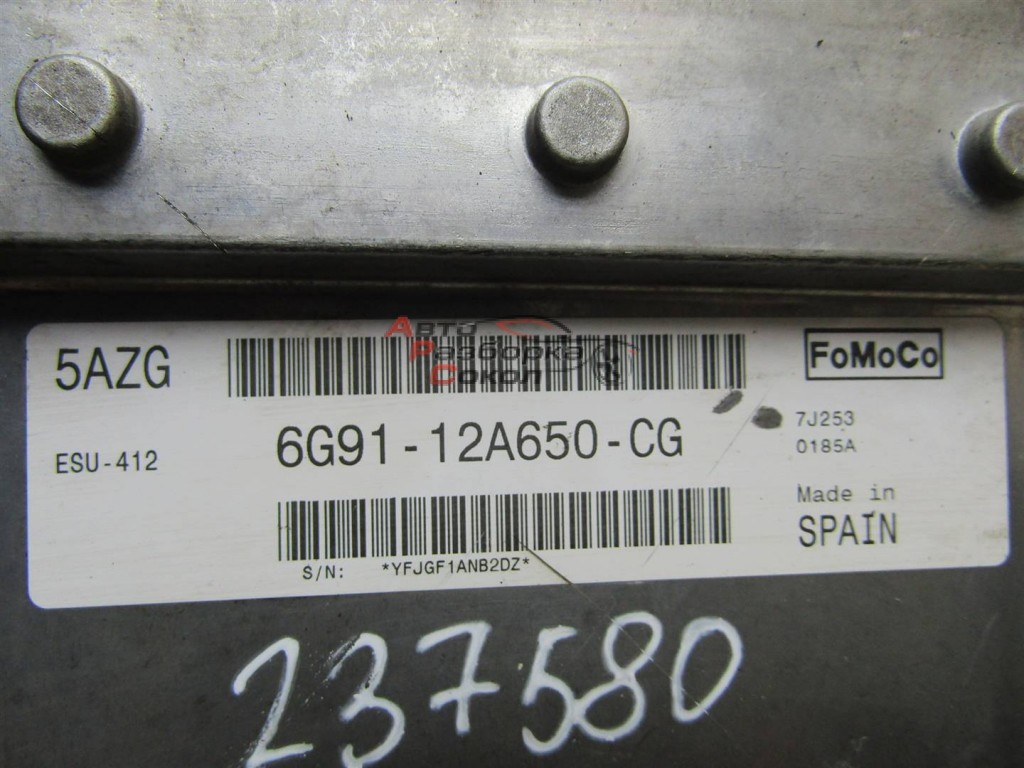 5AZG
Авто
Разборка
Сокол
FoMoCo
6G91-12A650-CG
7J253
0185A
ESU-412
Made in
SPAIN
S/N: *YFJGF1ANB2DZ*
237580